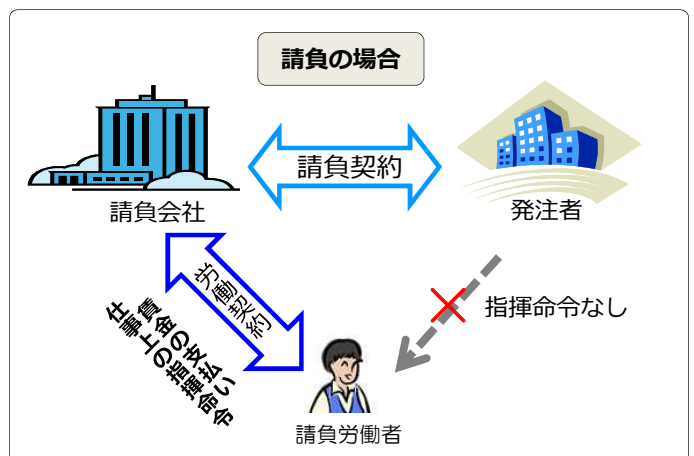 請負の場合
請負契約
請負会社
発注者
労働契約
賃金の支払い
仕事上の指揮命令
指揮命令なし
請負労働者